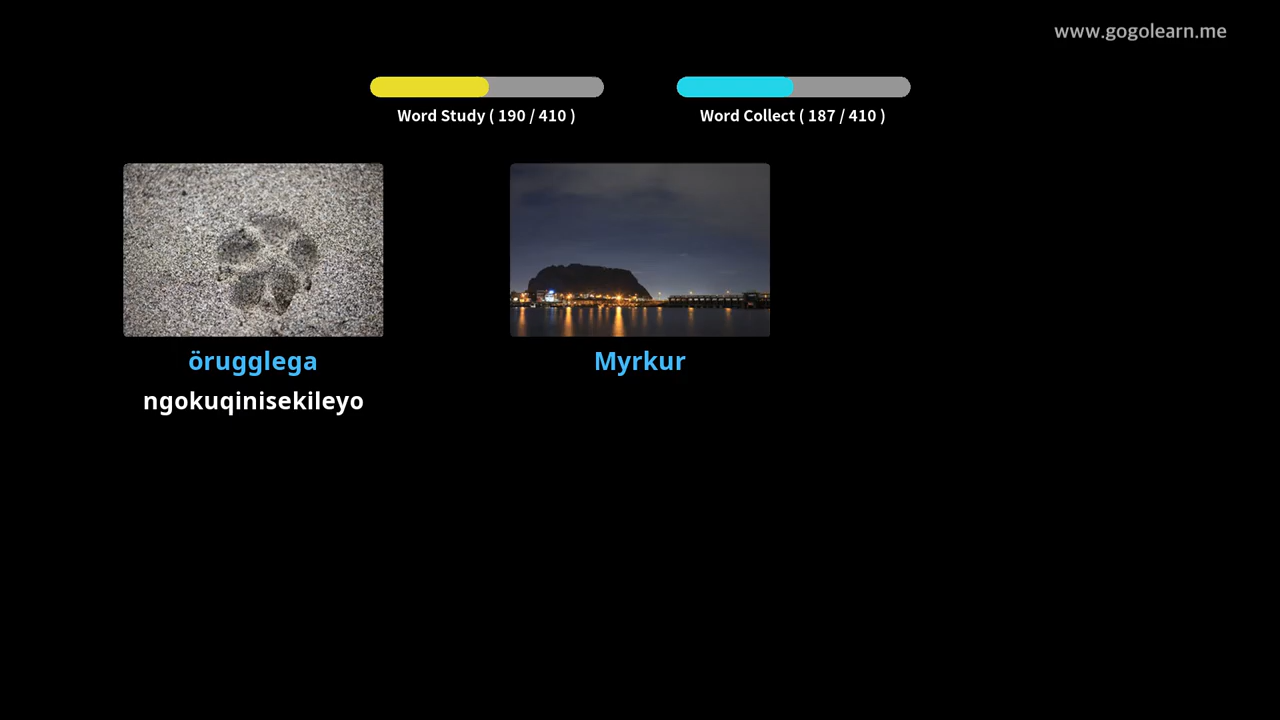 www.gogolearn.me
Word Study ( 190 / 410 )
Word Collect ( 187 / 410 )
örugglega
Myrkur
ngokuqinisekileyo